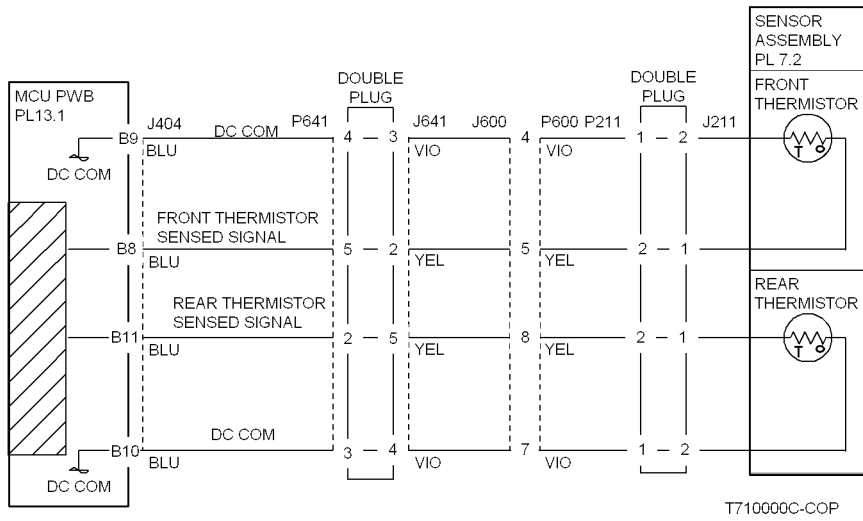 SENSOR
ASSEMBLY
PL 7.2
DOUBLE
PLUG
DOUBLE
PLUG
FRONT
THERMISTOR
MCU PWB
PL13.1
B9 J404 DC COM P641 4 – 3 J641 J600 4 P600 P211 1 – 2 J211
BLU VIO VIO
T
DC COM
FRONT THERMISTOR
SENSED SIGNAL
B8 5 – 2 5 2 – 1
BLU YEL YEL
REAR
THERMISTOR
REAR THERMISTOR
SENSED SIGNAL
B11 2 – 5 8 2 – 1
BLU YEL YEL
T
DC COM
B10 3 – 4 7 1 – 2
BLU VIO VIO
DC COM
T710000C-COP